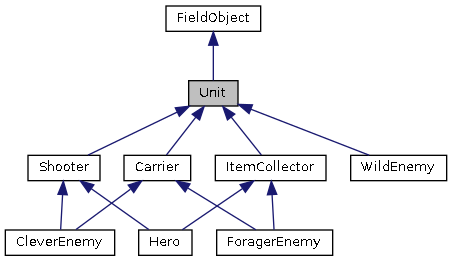 FieldObject
Unit
Shooter
Carrier
ItemCollector
WildEnemy
CleverEnemy
Hero
ForagerEnemy